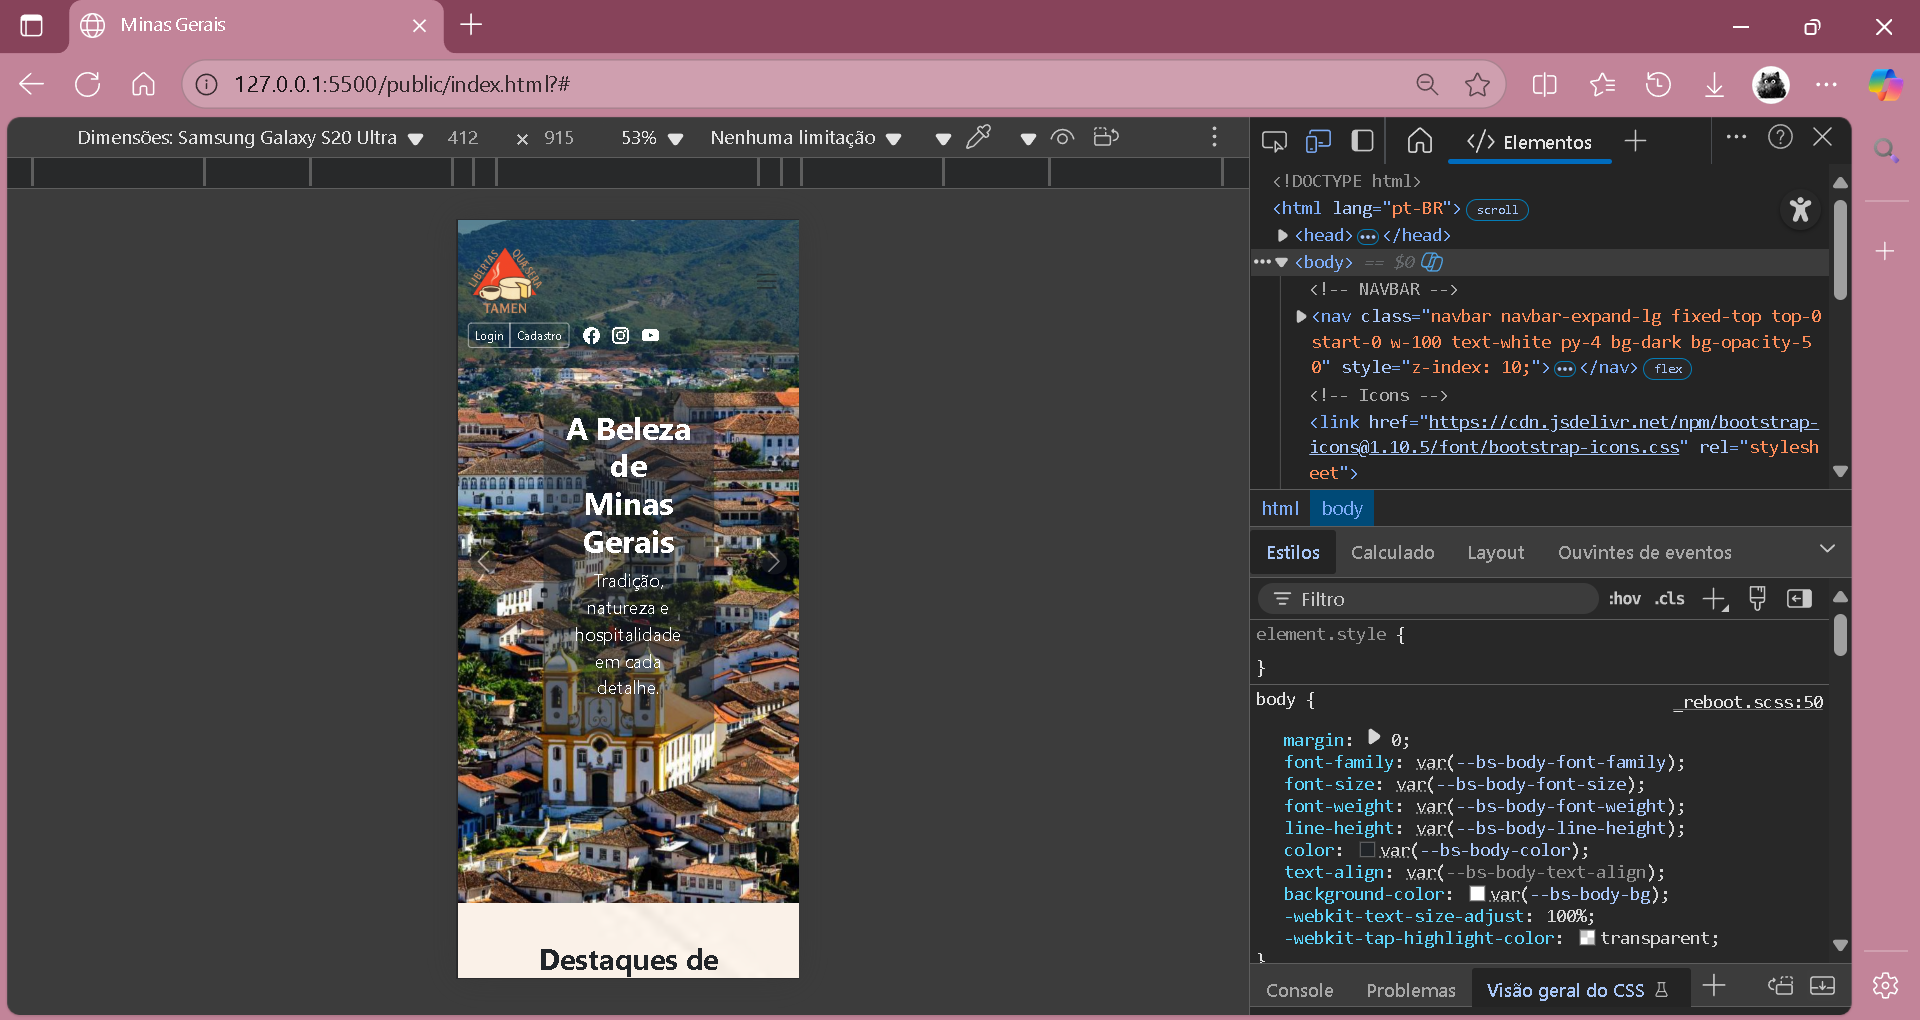 Minas Gerais
127.0.0.1:5500/public/index.html?#
Dimensões: Samsung Galaxy S20 Ultra 412 × 915 53% Nenhuma limitação
LIBERTAS QUÆ SERA
TAMEN
Login Cadastro
A Beleza
de
Minas
Gerais
Tradição,
natureza e
hospitalidade
em cada
detalhe.
Destaques de
</> Elementos
<!DOCTYPE html>
<html lang="pt-BR"> scroll
<head> ••• </head>
••• <body> == $0
<!-- NAVBAR -->
<nav class="navbar navbar-expand-lg fixed-top top-0
start-0 w-100 text-white py-4 bg-dark bg-opacity-5
0" style="z-index: 10;"> ••• </nav> flex
<!-- Icons -->
<link href="https://cdn.jsdelivr.net/npm/bootstrap-
icons@1.10.5/font/bootstrap-icons.css" rel="stylesh
eet">
html body
Estilos Calculado Layout Ouvintes de eventos
Filtro :hov .cls
element.style {
}
body { _reboot.scss:50
margin: 0;
font-family: var(--bs-body-font-family);
font-size: var(--bs-body-font-size);
font-weight: var(--bs-body-font-weight);
line-height: var(--bs-body-line-height);
color: var(--bs-body-color);
text-align: var(--bs-body-text-align);
background-color: var(--bs-body-bg);
-webkit-text-size-adjust: 100%;
-webkit-tap-highlight-color: transparent;
}
Console Problemas Visão geral do CSS